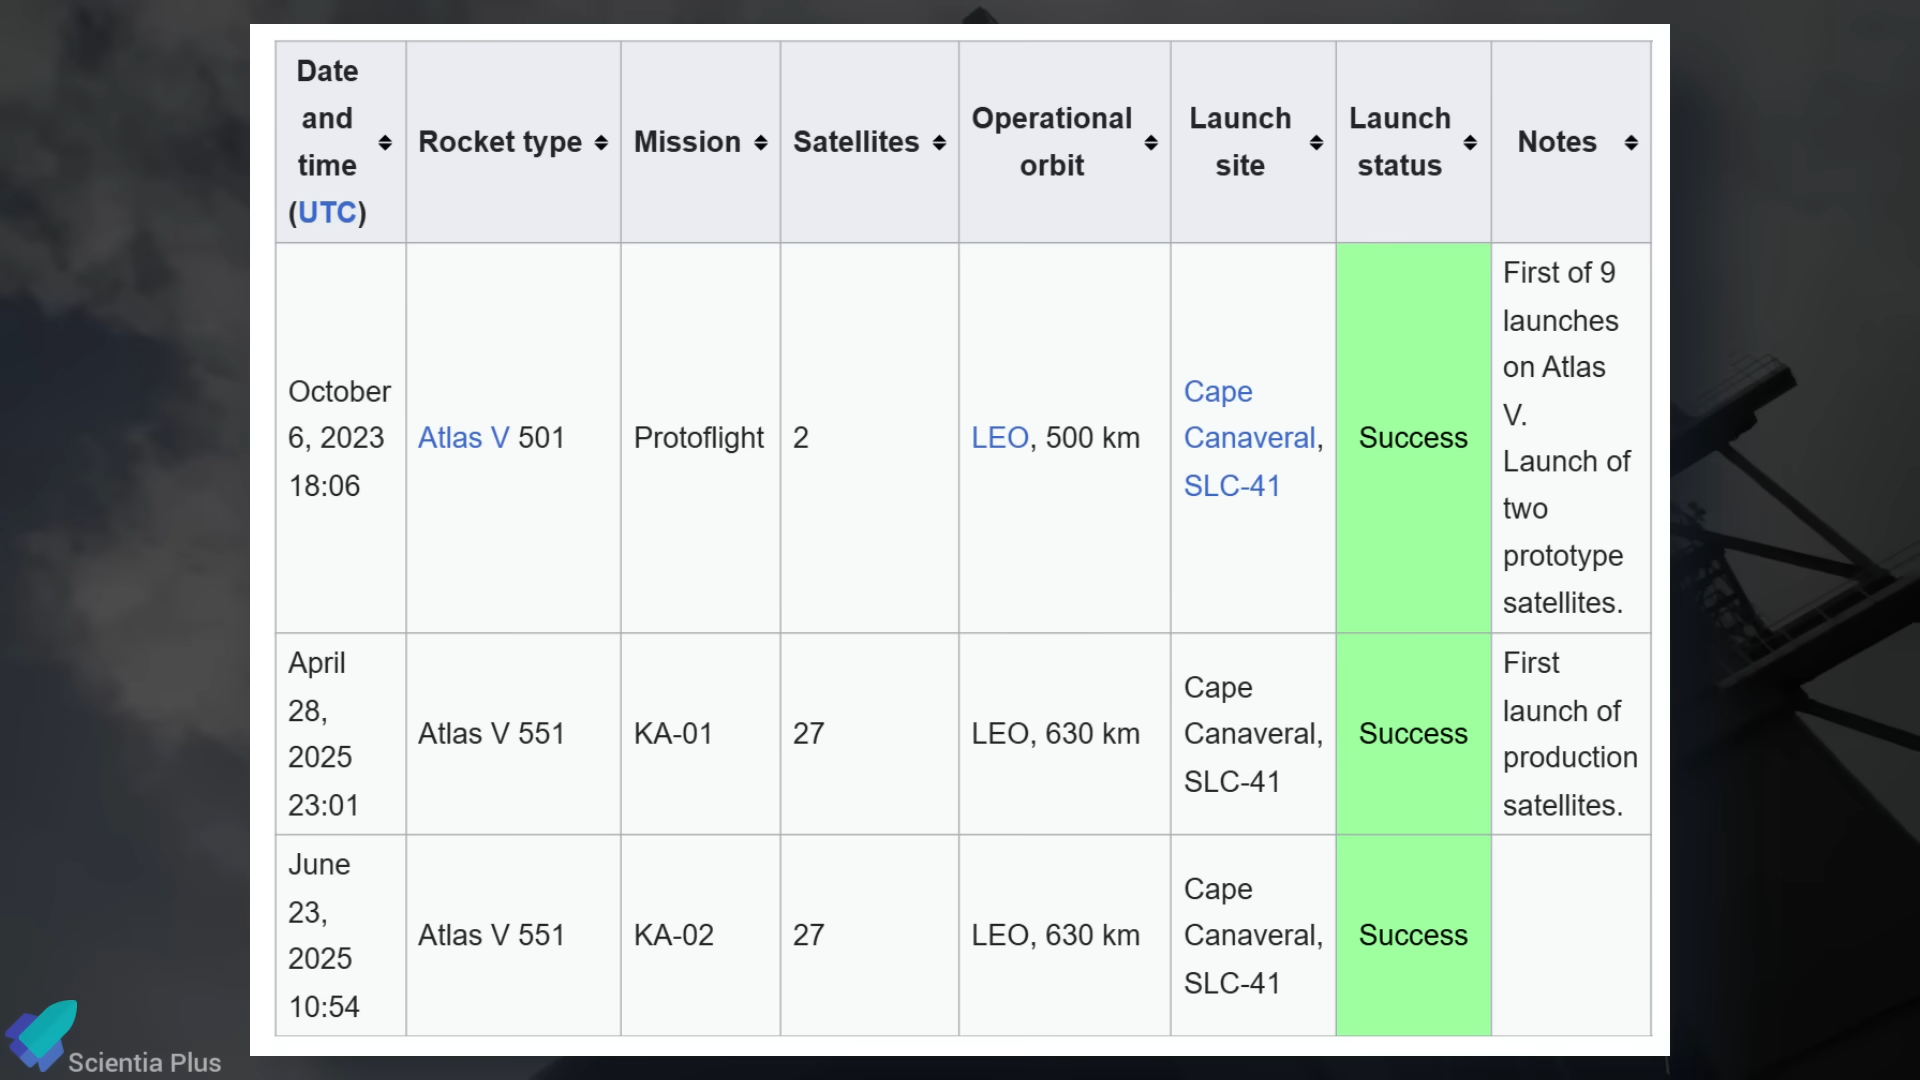 Date
and
time
(UTC)
Rocket type
Mission
Satellites
Operational
orbit
Launch
site
Launch
status
Notes
October
6, 2023
18:06
Atlas V 501
Protoflight
2
LEO, 500 km
Cape
Canaveral,
SLC-41
Success
First of 9
launches
on Atlas
V.
Launch of
two
prototype
satellites.
April
28,
2025
23:01
Atlas V 551
KA-01
27
LEO, 630 km
Cape
Canaveral,
SLC-41
Success
First
launch of
production
satellites.
June
23,
2025
10:54
Atlas V 551
KA-02
27
LEO, 630 km
Cape
Canaveral,
SLC-41
Success
Scientia Plus